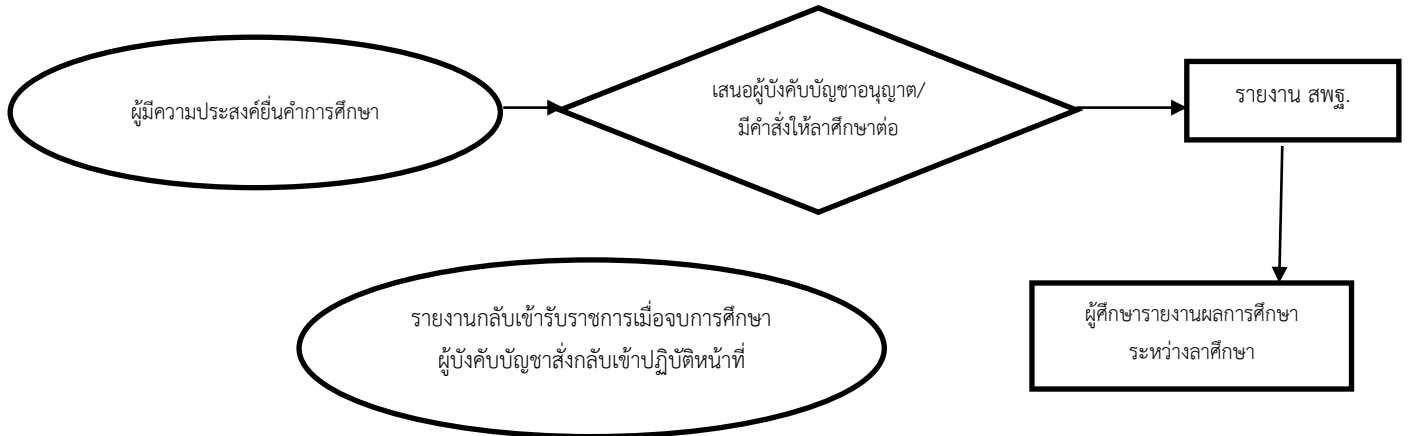 ผู้มีความประสงค์ยื่นคำการศึกษา
เสนอผู้บังคับบัญชาอนุญาต/
มีคำสั่งให้ลาศึกษาต่อ
รายงาน สพฐ.
ผู้ศึกษารายงานผลการศึกษา
ระหว่างลาศึกษา
รายงานกลับเข้ารับราชการเมื่อจบการศึกษา
ผู้บังคับบัญชาสั่งกลับเข้าปฏิบัติหน้าที่